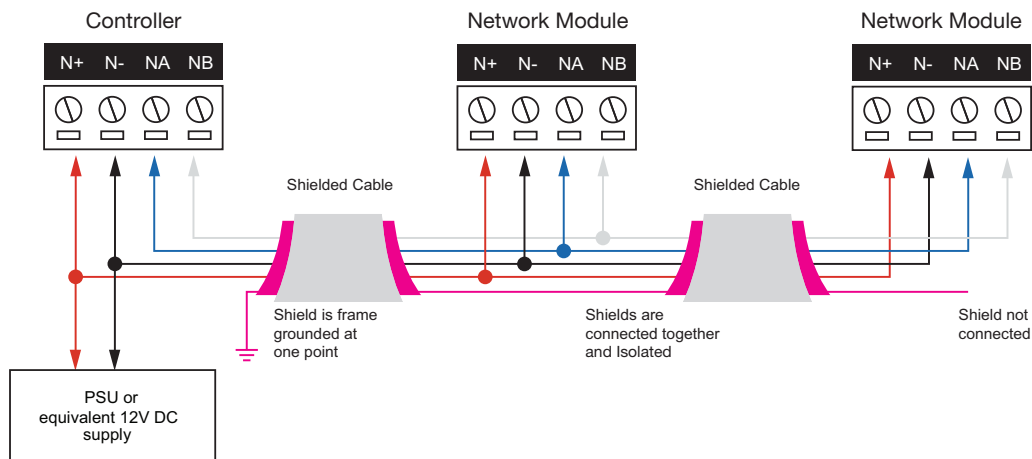 Controller
Network Module
Network Module
N+ N- NA NB
N+ N- NA NB
N+ N- NA NB
Shielded Cable
Shielded Cable
Shield is frame
grounded at
one point
Shields are
connected together
and Isolated
Shield not
connected
PSU or
equivalent 12V DC
supply